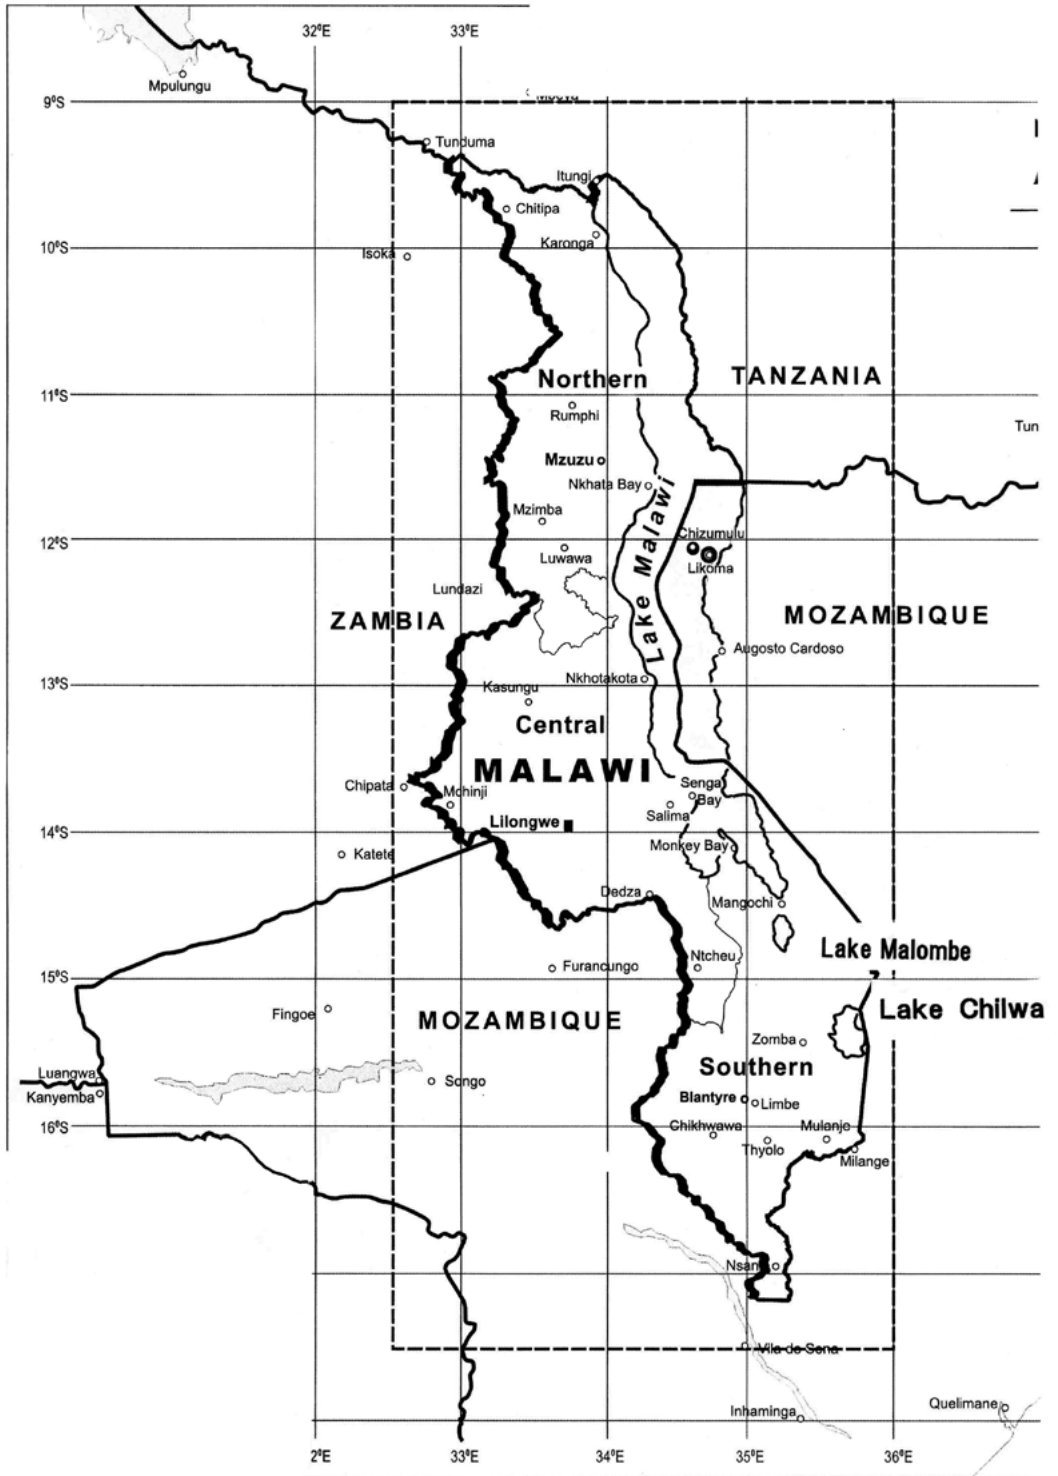 32°E 33°E
Mpulungu
9°S
Tunduma
Itungi
Chitipa
Karonga
10°S
Isoka
Northern
TANZANIA
11°S
Rumphi
Tun
Mzuzu
Nkhata Bay
Mzimba
Lake Malawi
Chizumulu
12°S
Luwawa
Likoma
Lundazi
ZAMBIA
MOZAMBIQUE
Augosto Cardoso
Nkhotakota
13°S
Kasungu
Central
MALAWI
Chipata
Mchinji
Senga
Bay
Salima
Lilongwe
14°S
Monkey Bay
Katete
Dedza
Mangochi
Lake Malombe
Ntcheu
Furancungo
15°S
Lake Chilwa
Fingoe
MOZAMBIQUE
Zomba
Southern
Luangwa
Songo
Kanyemba
Blantyre
Limbe
16°S
Chikhwawa
Mulanje
Thyolo
Milange
Vila de Sena
Inhaminga
Quelimane
2°E 33°E 34°E 35°E 36°E